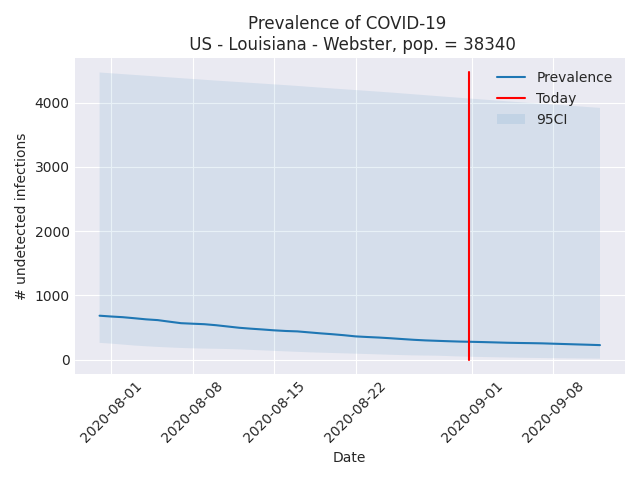 Prevalence of COVID-19
US - Louisiana - Webster, pop. = 38340
Prevalence
Today
95CI
4000
3000
2000
1000
0
# undetected infections
2020-08-01
2020-08-08
2020-08-15
2020-08-22
2020-09-01
2020-09-08
Date